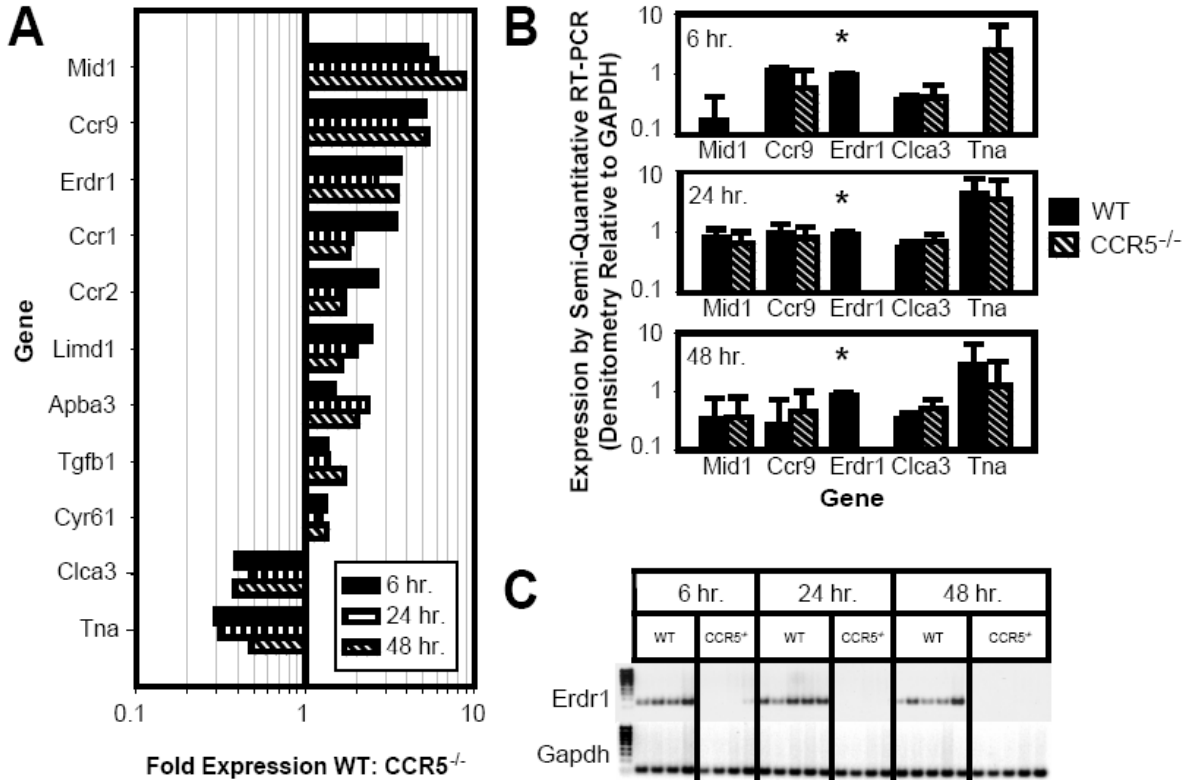 A
Mid1
Ccr9
Erdr1
Ccr1
Ccr2
Limd1
Apba3
Tgfb1
Cyr61
Clca3
Tna
Gene
6 hr.
24 hr.
48 hr.
0.1 1 10
Fold Expression WT: CCR5-/-
B
Expression by Semi-Quantitative RT-PCR
(Densitometry Relative to GAPDH)
10
1
0.1
6 hr.
*
Mid1 Ccr9 Erdr1 Clca3 Tna
10
1
0.1
24 hr.
*
Mid1 Ccr9 Erdr1 Clca3 Tna
10
1
0.1
48 hr.
*
Mid1 Ccr9 Erdr1 Clca3 Tna
Gene
WT
CCR5-/-
C
6 hr. 24 hr. 48 hr.
WT CCR5-/- WT CCR5-/- WT CCR5-/-
Erdr1
Gapdh